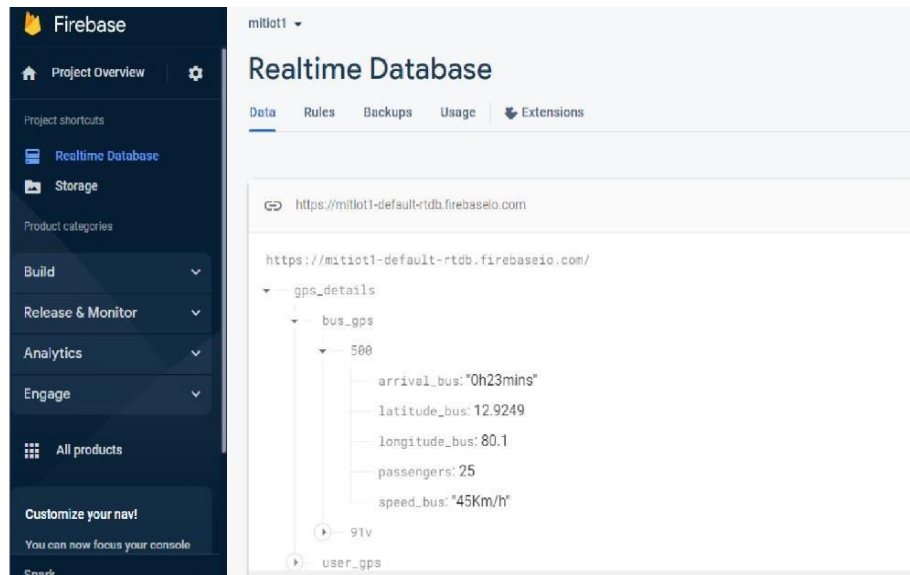 Firebase
Project Overview
Project shortcuts
Realtime Database
Storage
Product categories
Build
Release & Monitor
Analytics
Engage
All products
Customize your nav!
You can now focus your console
Spark
mitiot1
Realtime Database
Data Rules Backups Usage Extensions
https://mitiot1-default-rtdb.firebaseio.com
https://mitiot1-default-rtdb.firebaseio.com/
gps_details
bus_gps
500
arrival_bus: "0h23mins"
latitude_bus: 12.9249
longitude_bus: 80.1
passengers: 25
speed_bus: "45Km/h"
91v
user_gps